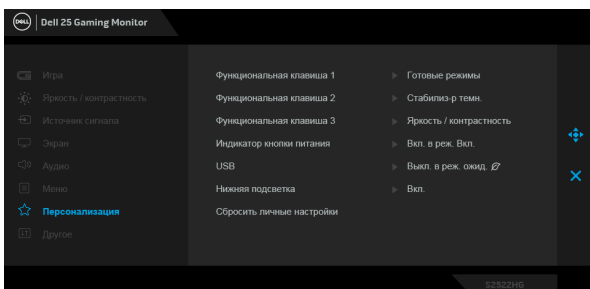 DELL Dell 25 Gaming Monitor
Игра
Яркость / контрастность
Источник сигнала
Экран
Аудио
Меню
Персонализация
Другое
Функциональная клавиша 1 Готовые режимы
Функциональная клавиша 2 Стабилиз-р темн.
Функциональная клавиша 3 Яркость / контрастность
Индикатор кнопки питания Вкл. в реж. Вкл.
USB Выкл. в реж. ожид.
Нижняя подсветка Вкл.
Сбросить личные настройки
S2522HG